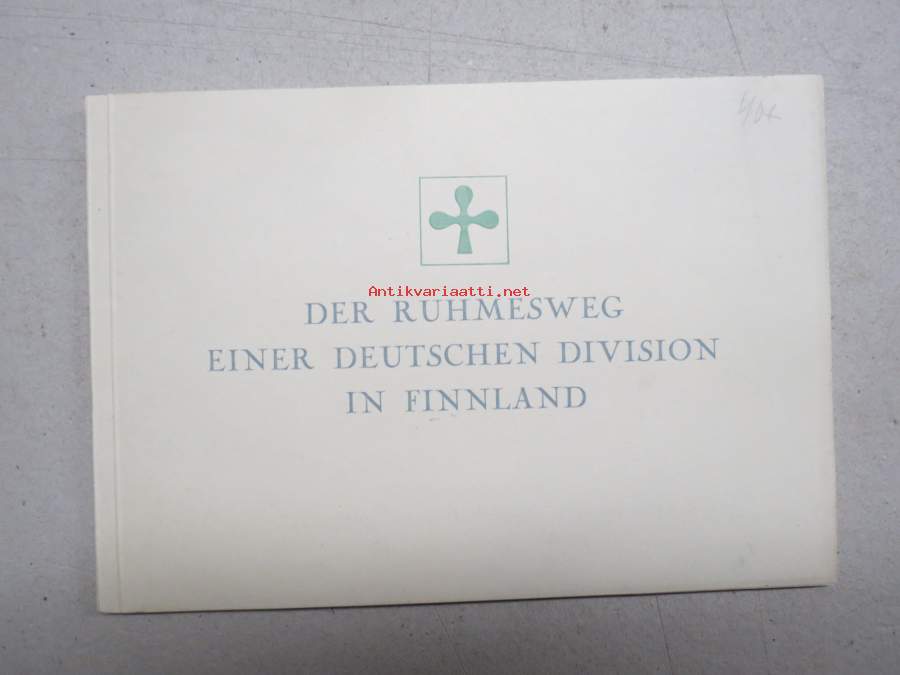 Antikvariaatti.net
DER RUHMESWEG
EINER DEUTSCHEN DIVISION
IN FINNLAND